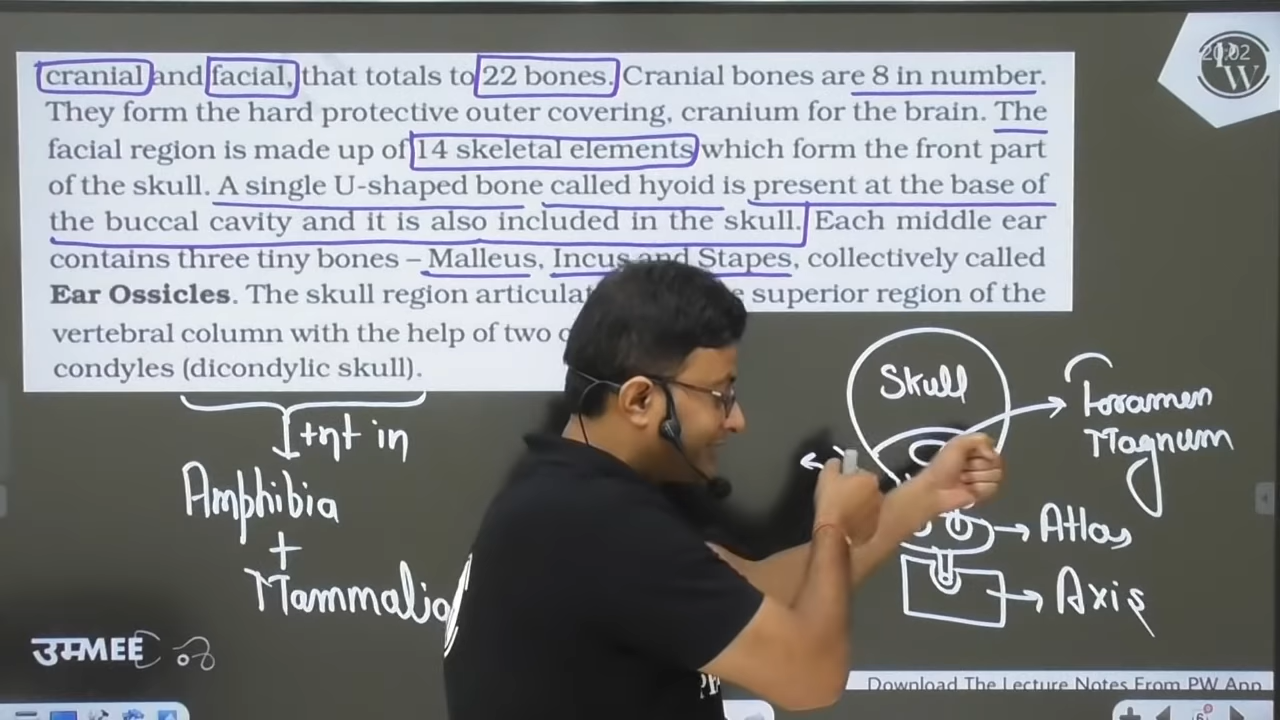 cranial and facial, that totals to 22 bones. Cranial bones are 8 in number.
They form the hard protective outer covering, cranium for the brain. The
facial region is made up of 14 skeletal elements which form the front part
of the skull. A single U-shaped bone called hyoid is present at the base of
the buccal cavity and it is also included in the skull. Each middle ear
contains three tiny bones – Malleus, Incus and Stapes, collectively called
Ear Ossicles. The skull region superior region of the
vertebral column with the help of two
condyles (dicondylic skull).
in
Amphibia
+
Mammalia
Skull
Foramen
Magnum
Atlas
Axis
उम्MEE
PW
Download The Lecture Notes From PW App